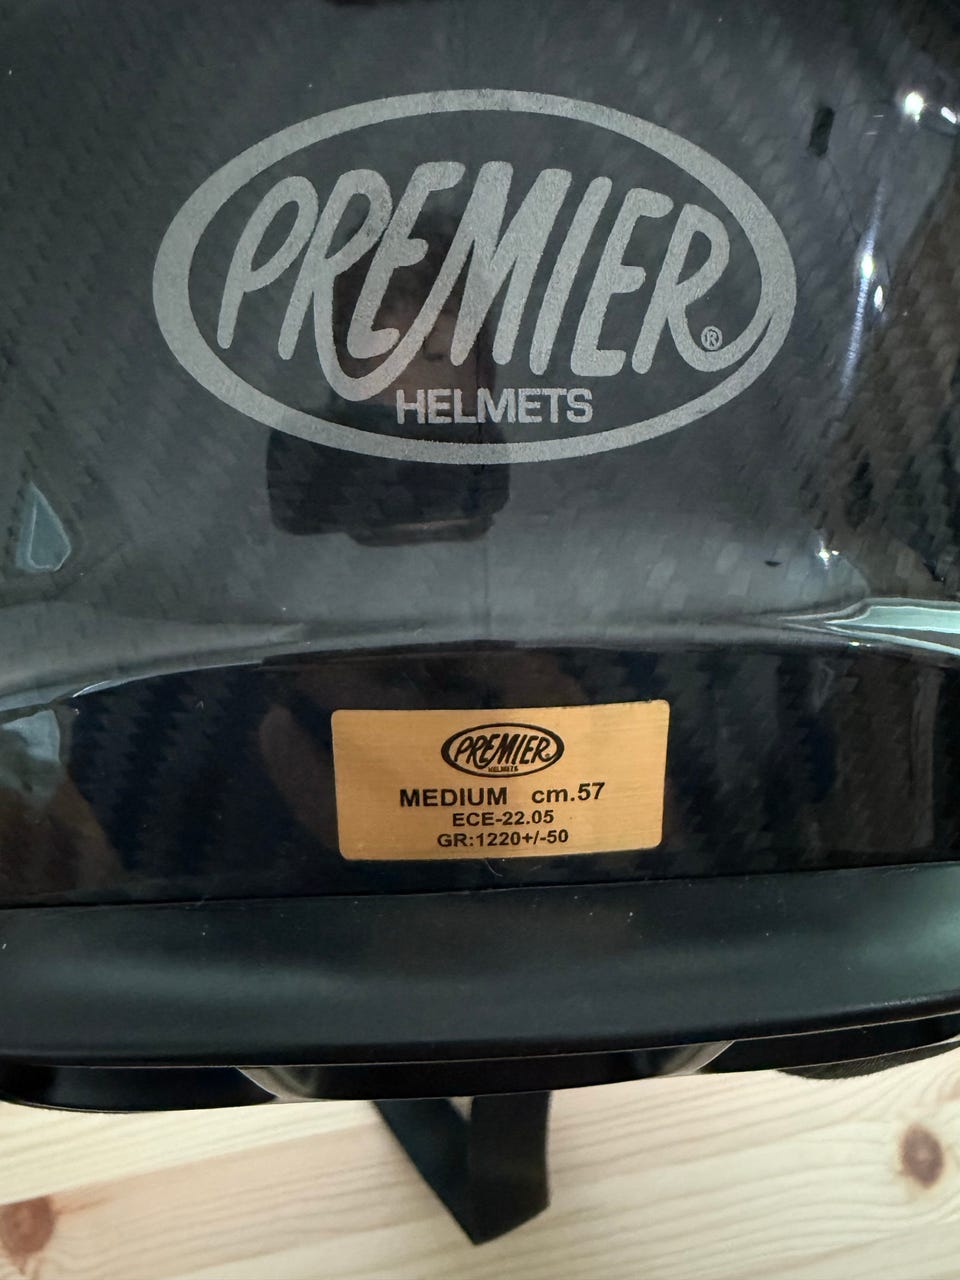 PREMIER®
HELMETS
PREMIER
HELMETS
MEDIUM cm.57
ECE-22.05
GR:1220+/-50